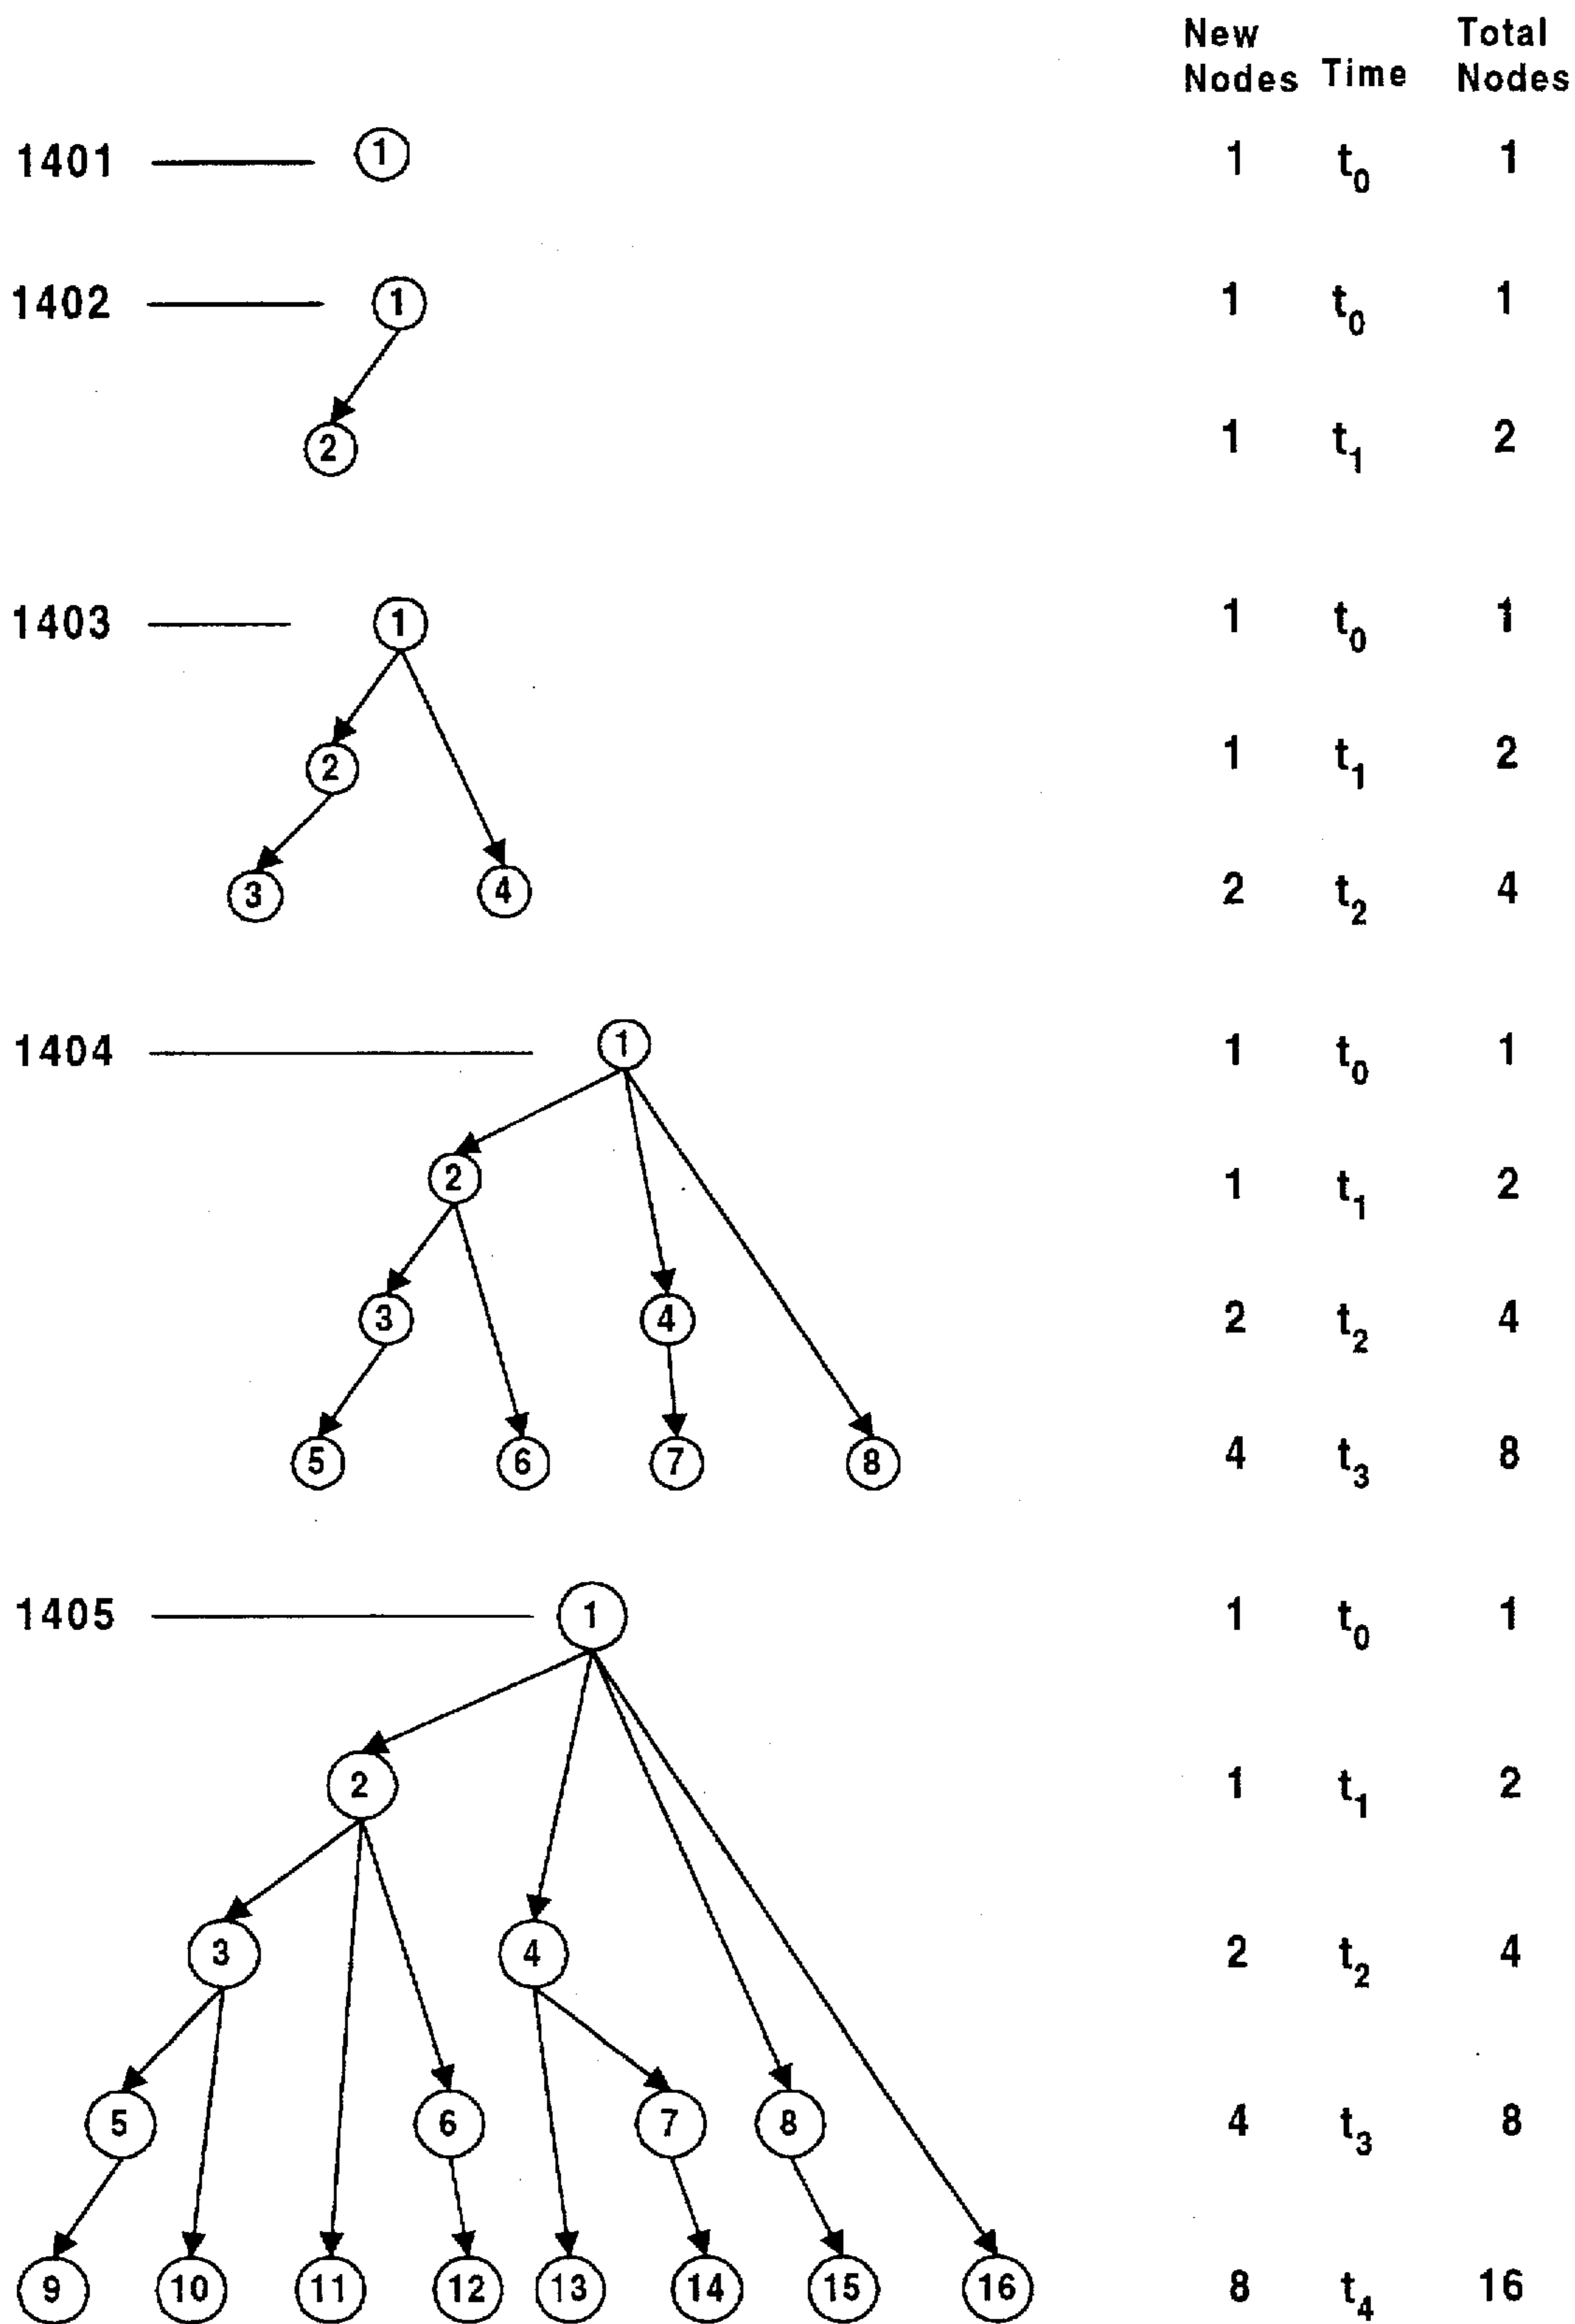 New Total
Nodes Time Nodes
1401 1 1 t0 1
1402 1 1 t0 1
2 1 t1 2
1403 1 1 t0 1
2 1 t1 2
3 4 2 t2 4
1404 1 1 t0 1
2 1 t1 2
3 4 2 t2 4
5 6 7 8 4 t3 8
1405 1 1 t0 1
2 1 t1 2
3 4 2 t2 4
5 6 7 8 4 t3 8
9 10 11 12 13 14 15 16 8 t4 16